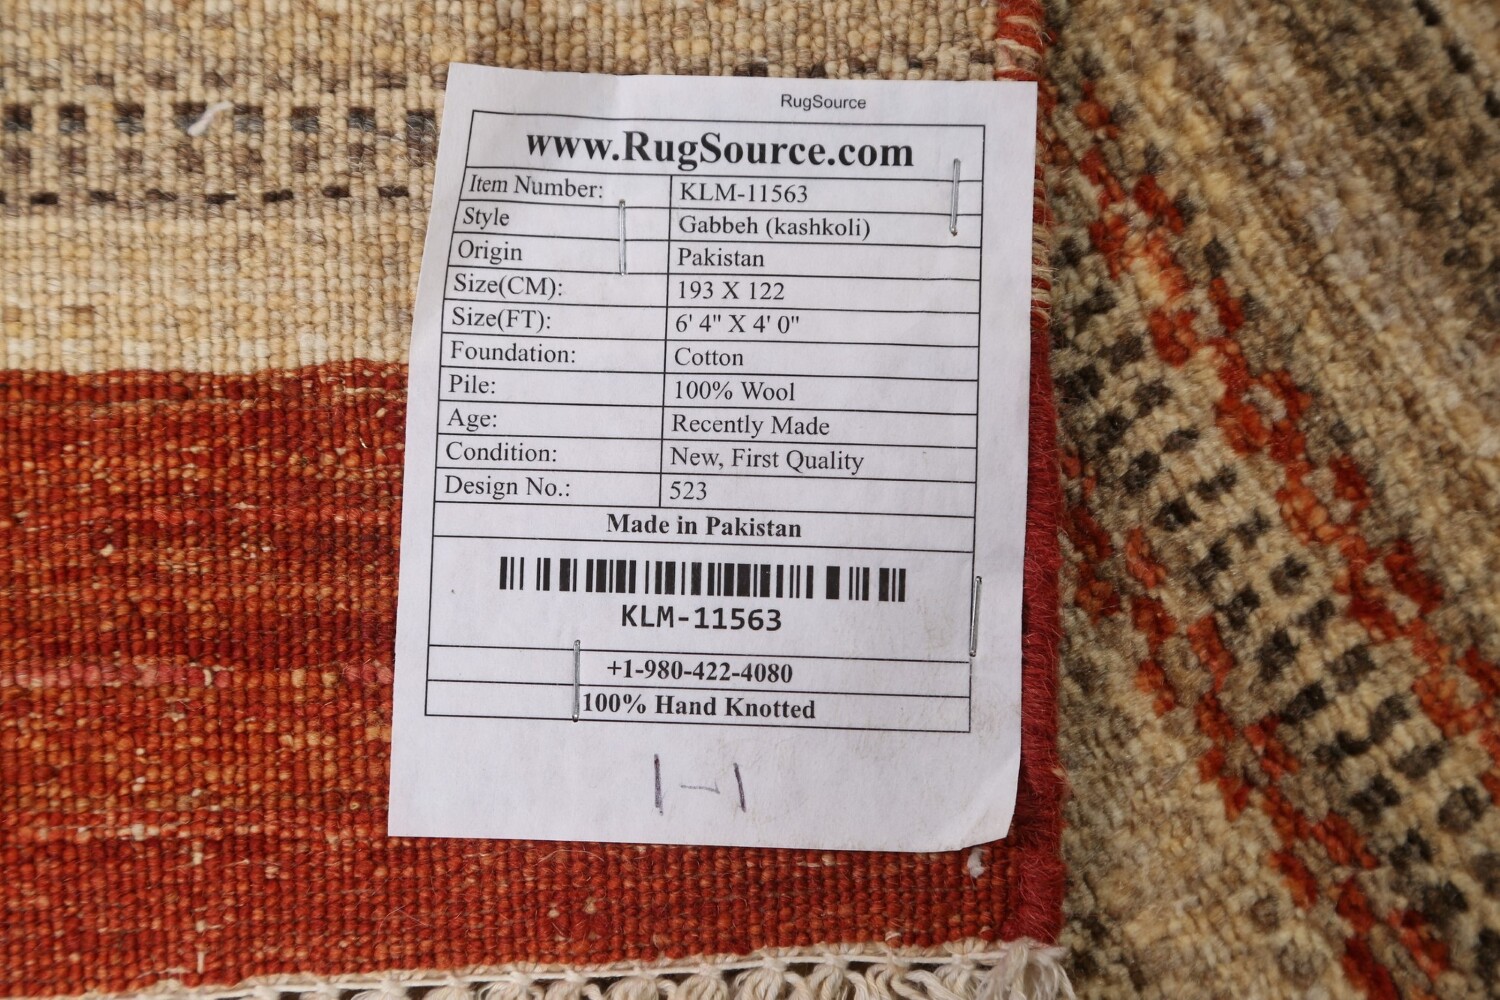 RugSource
www.RugSource.com
Item Number: KLM-11563
Style Gabbeh (kashkoli)
Origin Pakistan
Size(CM): 193 X 122
Size(FT): 6' 4" X 4' 0"
Foundation: Cotton
Pile: 100% Wool
Age: Recently Made
Condition: New, First Quality
Design No.: 523
Made in Pakistan
KLM-11563
+1-980-422-4080
100% Hand Knotted
1-1